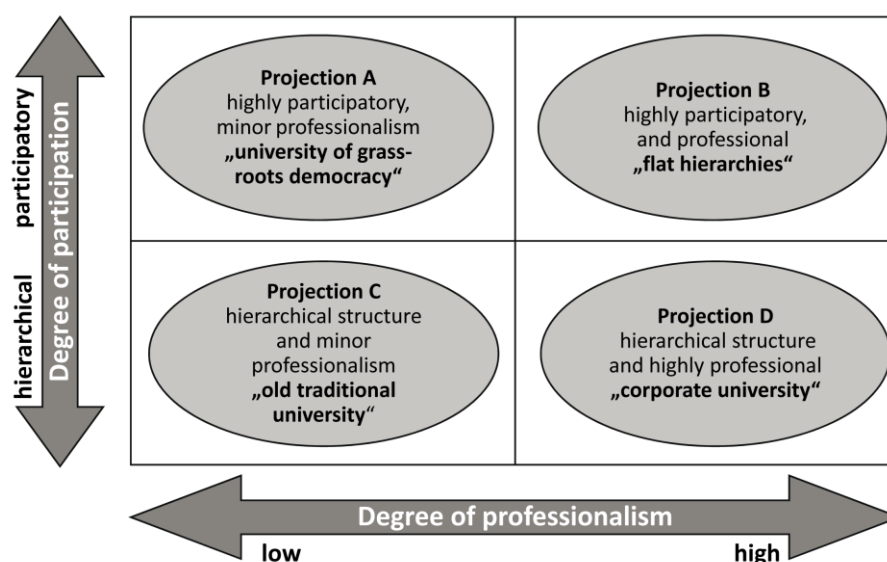 participatory
hierarchical
Degree of participation
Projection A
highly participatory,
minor professionalism
„university of grass-
roots democracy“
Projection B
highly participatory,
and professional
„flat hierarchies“
Projection C
hierarchical structure
and minor
professionalism
„old traditional
university“
Projection D
hierarchical structure
and highly professional
„corporate university“
Degree of professionalism
low
high